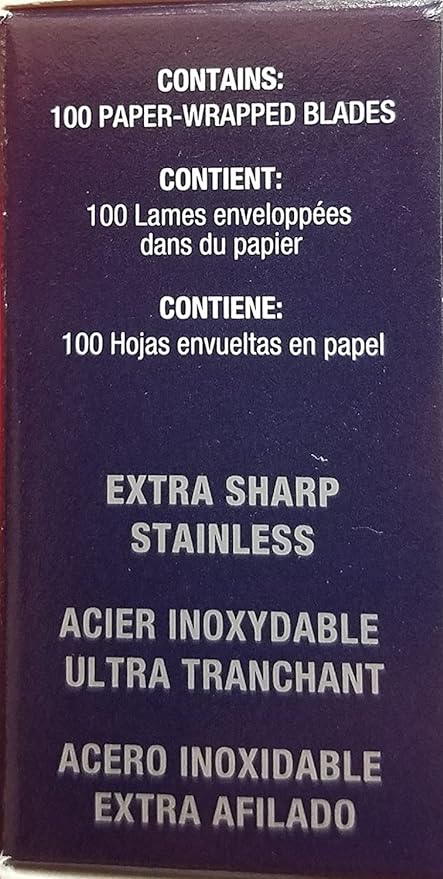 CONTAINS:
100 PAPER-WRAPPED BLADES
CONTIENT:
100 Lames enveloppées
dans du papier
CONTIENE:
100 Hojas envueltas en papel
EXTRA SHARP
STAINLESS
ACIER INOXYDABLE
ULTRA TRANCHANT
ACERO INOXIDABLE
EXTRA AFILADO